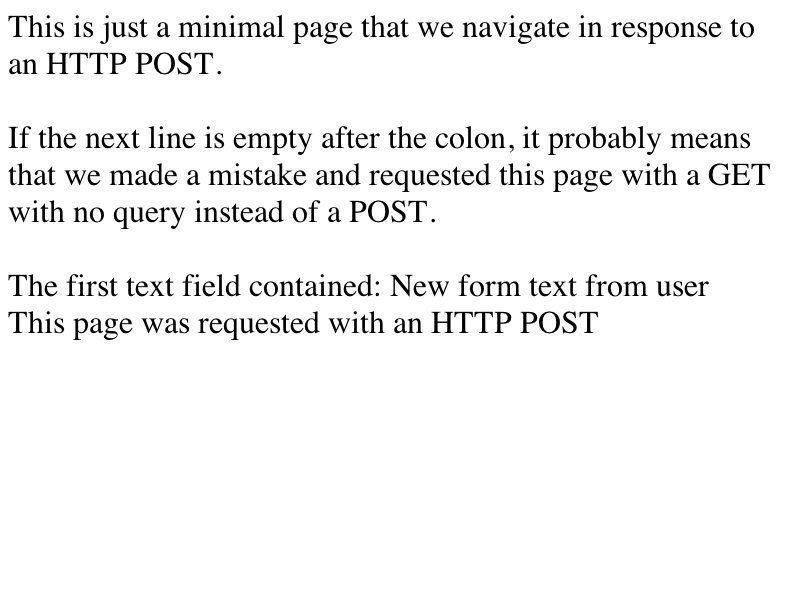 This is just a minimal page that we navigate in response to
an HTTP POST.
If the next line is empty after the colon, it probably means
that we made a mistake and requested this page with a GET
with no query instead of a POST.
The first text field contained: New form text from user
This page was requested with an HTTP POST